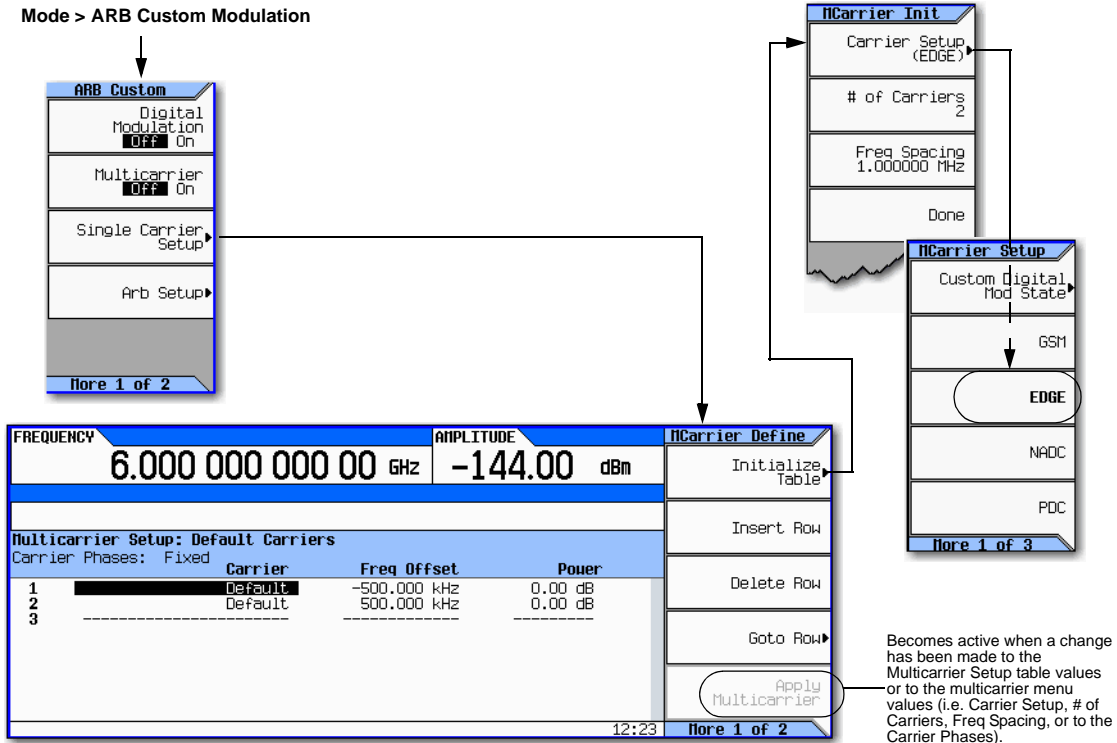 Mode > ARB Custom Modulation
ARB Custom
Digital
Modulation
Off On
Multicarrier
Off On
Single Carrier
Setup
Arb Setup
More 1 of 2
MCarrier Init
Carrier Setup
(EDGE)
# of Carriers
2
Freq Spacing
1.000000 MHz
Done
MCarrier Setup
Custom Digital
Mod State
GSM
EDGE
NADC
PDC
More 1 of 3
FREQUENCY
6.000 000 000 00 GHz
AMPLITUDE
-144.00 dBm
Multicarrier Setup: Default Carriers
Carrier Phases: Fixed
Carrier Freq Offset Power
1 Default -500.000 kHz 0.00 dB
2 Default 500.000 kHz 0.00 dB
3 ----------------------- ------------- ---------
12:23
MCarrier Define
Initialize
Table
Insert Row
Delete Row
Goto Row
Apply
Multicarrier
More 1 of 2
Becomes active when a change
has been made to the
Multicarrier Setup table values
or to the multicarrier menu
values (i.e. Carrier Setup, # of
Carriers, Freq Spacing, or to the
Carrier Phases).